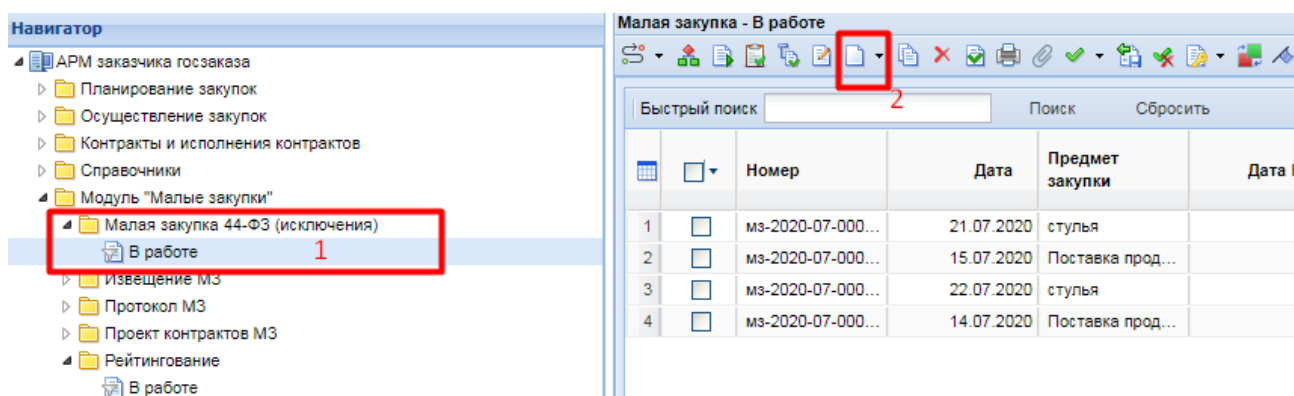 Навигатор
АРМ заказчика госзаказа
Планирование закупок
Осуществление закупок
Контракты и исполнения контрактов
Справочники
Модуль "Малые закупки"
Малая закупка 44-ФЗ (исключения)
В работе
1
Извещение МЗ
Протокол МЗ
Проект контрактов МЗ
Рейтингование
В работе
Малая закупка - В работе
2
Быстрый поиск Поиск Сбросить
Номер Дата Предмет закупки Дата
1 мз-2020-07-000... 21.07.2020 стулья
2 мз-2020-07-000... 15.07.2020 Поставка прод...
3 мз-2020-07-000... 22.07.2020 стулья
4 мз-2020-07-000... 14.07.2020 Поставка прод...